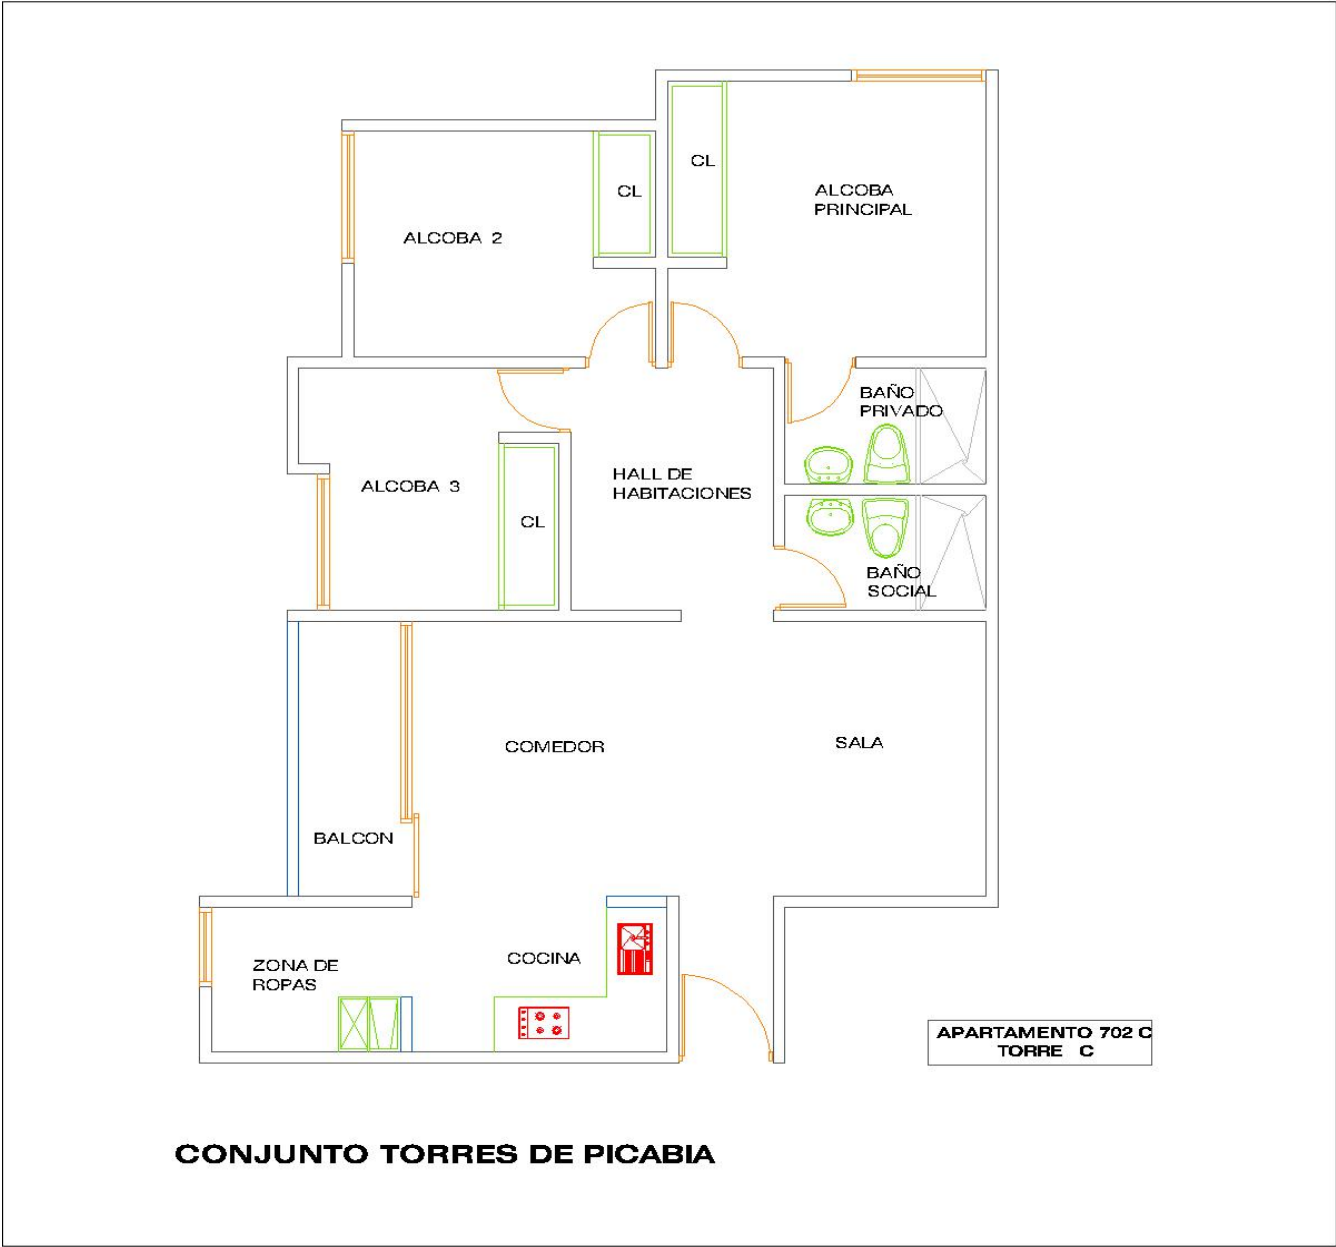 CL
ALCOBA
PRINCIPAL
CL
ALCOBA 2
BAÑO
PRIVADO
HALL DE
HABITACIONES
ALCOBA 3
CL
BAÑO
SOCIAL
COMEDOR
SALA
BALCON
COCINA
ZONA DE
ROPAS
APARTAMENTO 702 C
TORRE C
CONJUNTO TORRES DE PICABIA